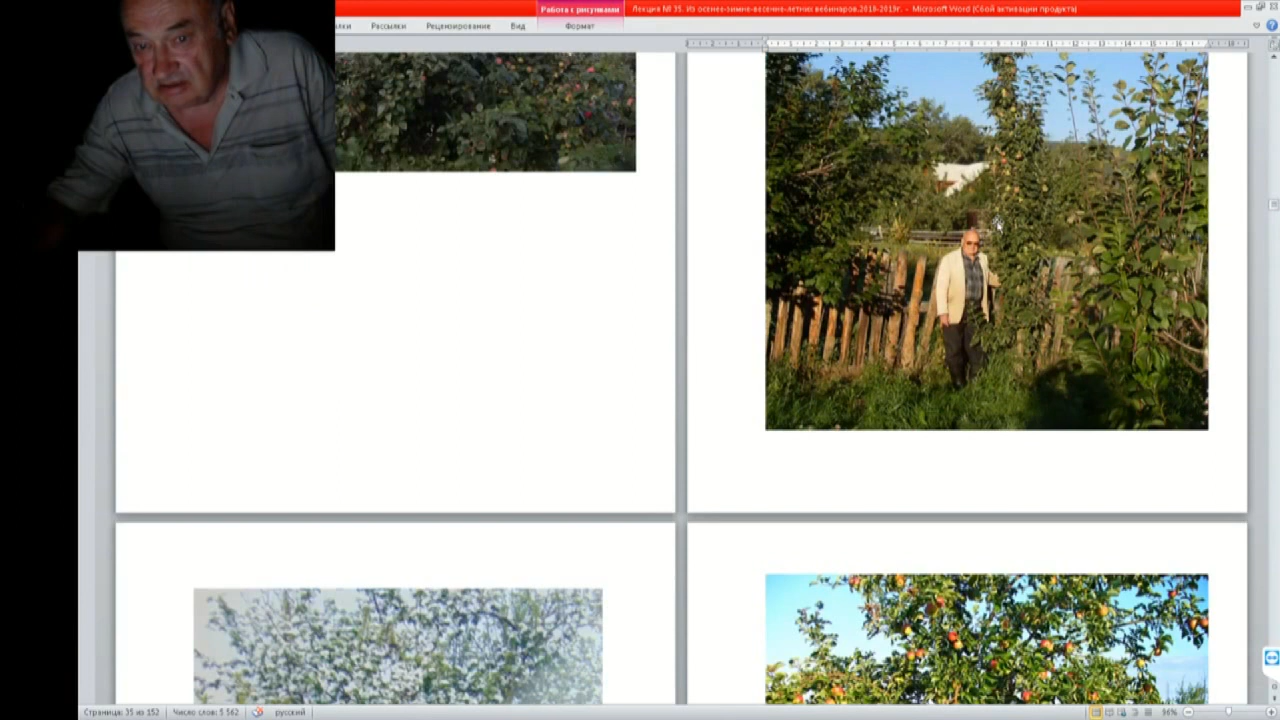 Работа с рисунками
Лекция № 35. Из осенне-зимне-весенне-летних вебинаров.2018-2019г. - Microsoft Word (Сбой активации продукта)
Рассылки
Рецензирование
Вид
Формат
Страница: 35 из 152
Число слов: 5 562
русский
96%